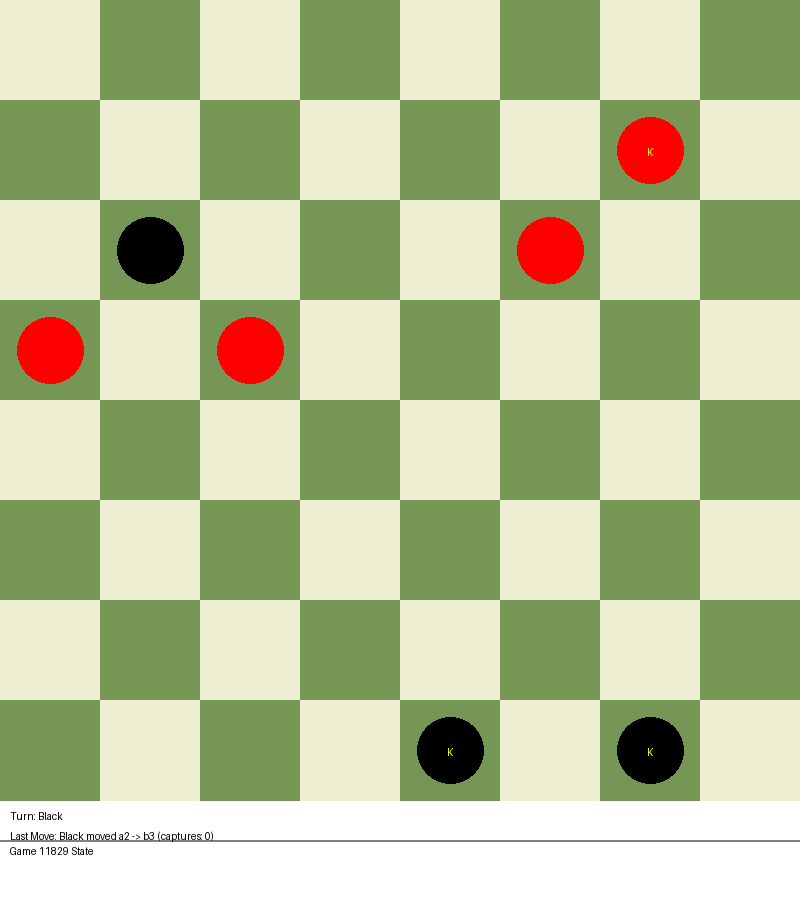 K
K K
Turn: Black
Last Move: Black moved a2 -> b3 (captures: 0)
Game 11829 State